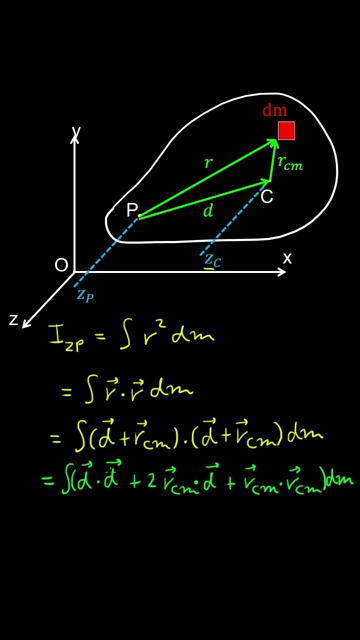 dm
y
r
r_cm
P
C
d
O
z_C
x
z_P
z
I_zP = ∫ r² dm
= ∫ r⃗ · r⃗ dm
= ∫(d⃗ + r⃗_cm) · (d⃗ + r⃗_cm) dm
= ∫(d⃗ · d⃗ + 2 r⃗_cm · d⃗ + r⃗_cm · r⃗_cm) dm